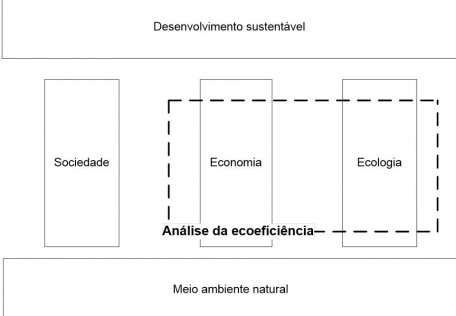 Desenvolvimento sustentável
Sociedade
Economia
Ecologia
Análise da ecoeficiência
Meio ambiente natural